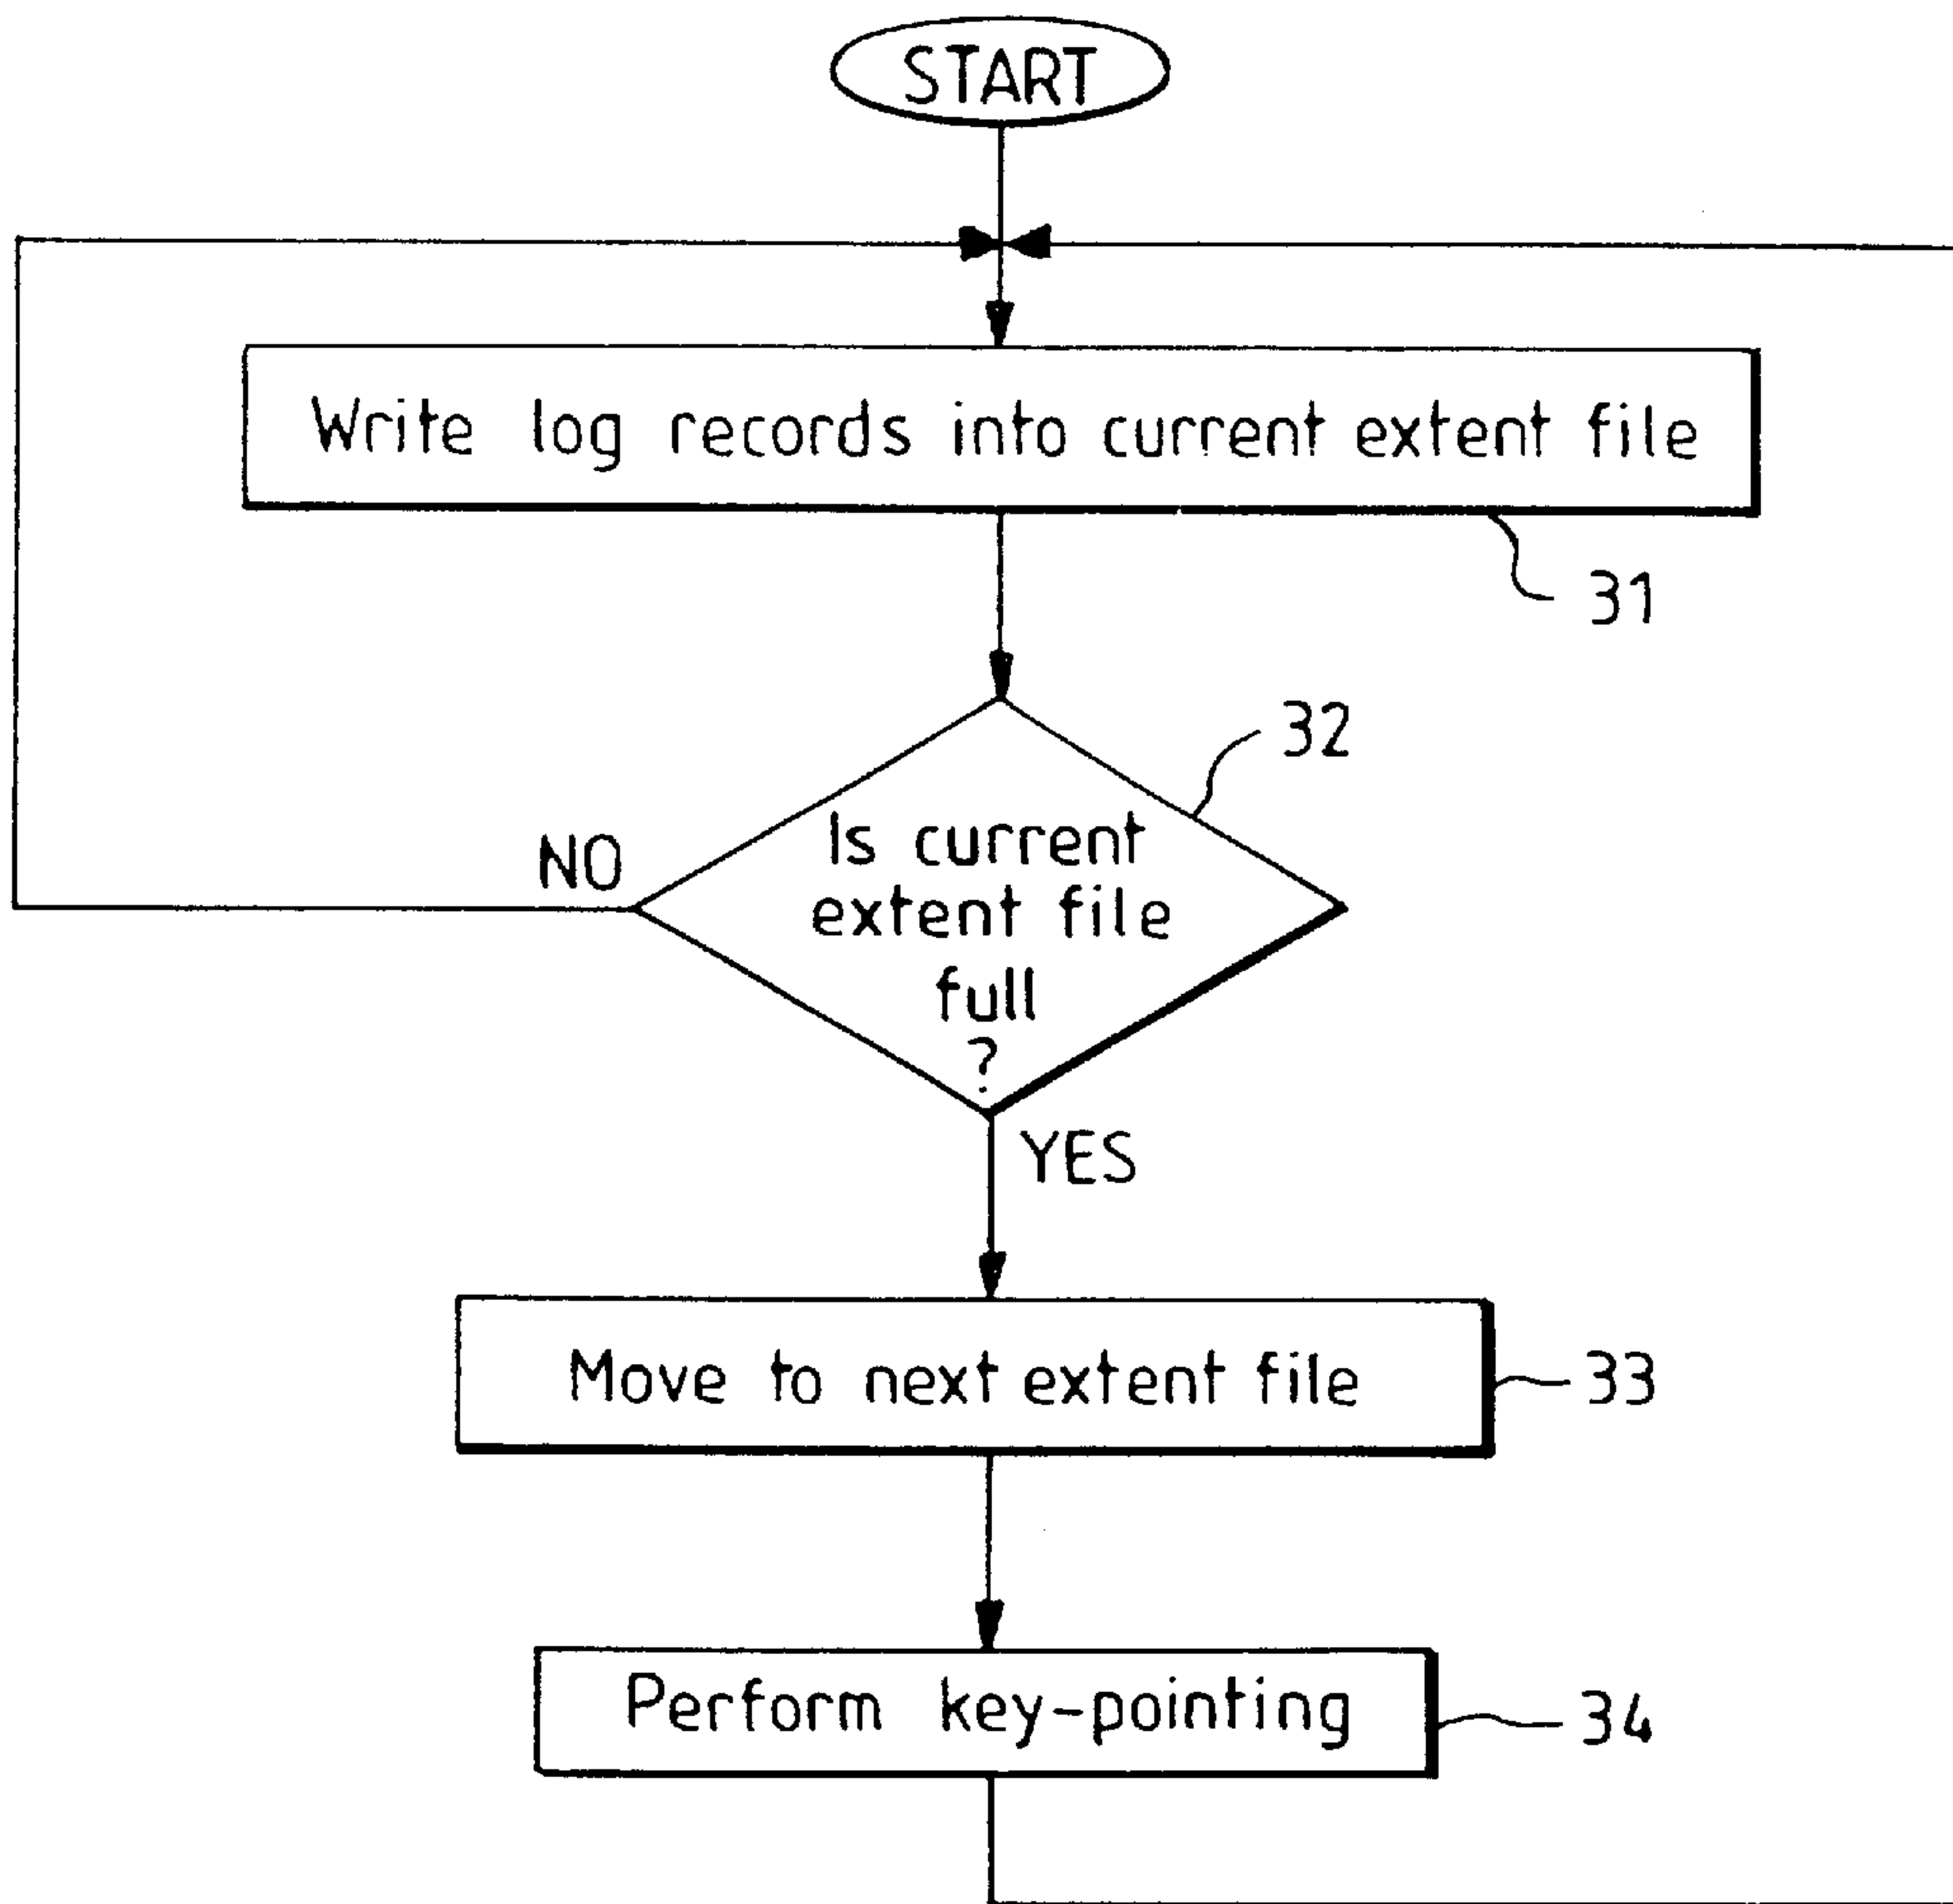 START
Write log records into current extent file
31
32
Is current
extent file
full
?
NO
YES
Move to next extent file
33
Perform key-pointing
34